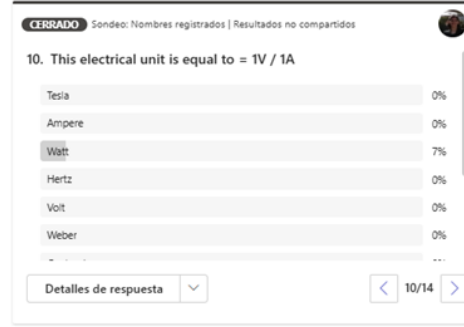 CERRADO Sondeo: Nombres registrados | Resultados no compartidos
10. This electrical unit is equal to = 1V / 1A
Tesla 0%
Ampere 0%
Watt 7%
Hertz 0%
Volt 0%
Weber 0%
Detalles de respuesta 10/14